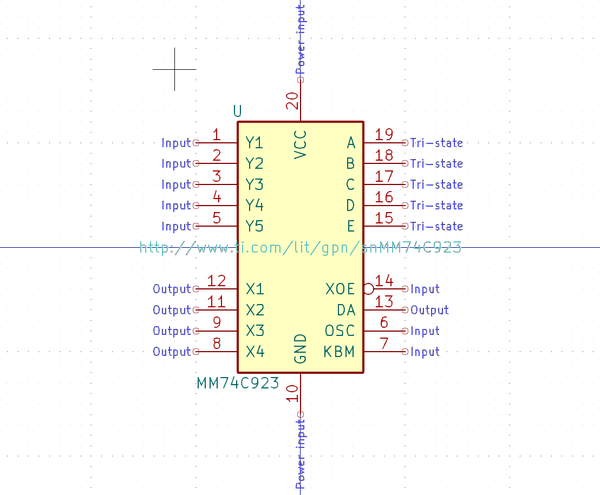 Power input
20
VCC
U
Input 1 Y1 A 19 Tri-state
Input 2 Y2 B 18 Tri-state
Input 3 Y3 C 17 Tri-state
Input 4 Y4 D 16 Tri-state
Input 5 Y5 E 15 Tri-state
http://www.ti.com/lit/gpn/snMM74C923
Output 12 X1 XOE 14 Input
Output 11 X2 DA 13 Output
Output 9 X3 OSC 6 Input
Output 8 X4 KBM 7 Input
GND
MM74C923
10
Power input